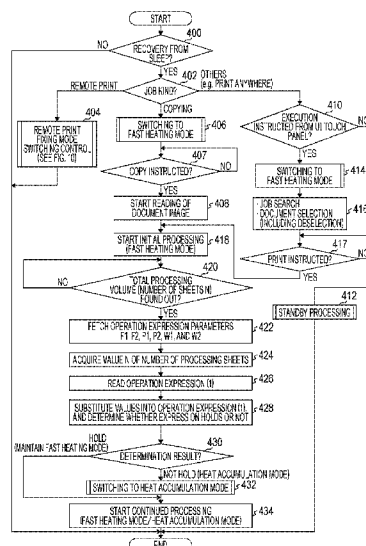 START
400
NO
RECOVERY FROM
SLEEP?
YES
402
OTHERS
(e.g. PRINT ANYWHERE)
REMOTE PRINT
JOB KIND?
404
COPYING
REMOTE PRINT
FIXING MODE
SWITCHING CONTROL
SWITCHING TO
FAST HEATING MODE
406
410
EXECUTION
INSTRUCTED FROM UI TOUCH
PANEL?
NO
YES
407
COPY INSTRUCTED?
NO
YES
SWITCHING TO
FAST HEATING MODE
414
START READING OF
DOCUMENT IMAGE
408
· JOB SEARCH
· DOCUMENT SELECTION
(INCLUDING DESELECTION)
416
START INITIAL PROCESSING
(FAST HEATING MODE)
418
417
PRINT INSTRUCTED?
NO
YES
420
TOTAL PROCESSING
VOLUME (NUMBER OF SHEETS N)
FOUND OUT?
NO
YES
412
STANDBY PROCESSING
FETCH OPERATION EXPRESSION PARAMETERS
F1, F2, P1, P2, W1, AND W2
422
ACQUIRE VALUE N OF NUMBER OF PROCESSING SHEETS
424
READ OPERATION EXPRESSION (1)
426
SUBSTITUTE VALUES INTO OPERATION EXPRESSION (1),
AND DETERMINE WHETHER EXPRESSION HOLDS OR NOT
428
HOLD
(MAINTAIN FAST HEATING MODE)
430
DETERMINATION RESULT?
NOT HOLD (HEAT ACCUMULATION MODE)
SWITCHING TO HEAT ACCUMULATION MODE
432
START CONTINUED PROCESSING
(FAST HEATING MODE/HEAT ACCUMULATION MODE)
434
END